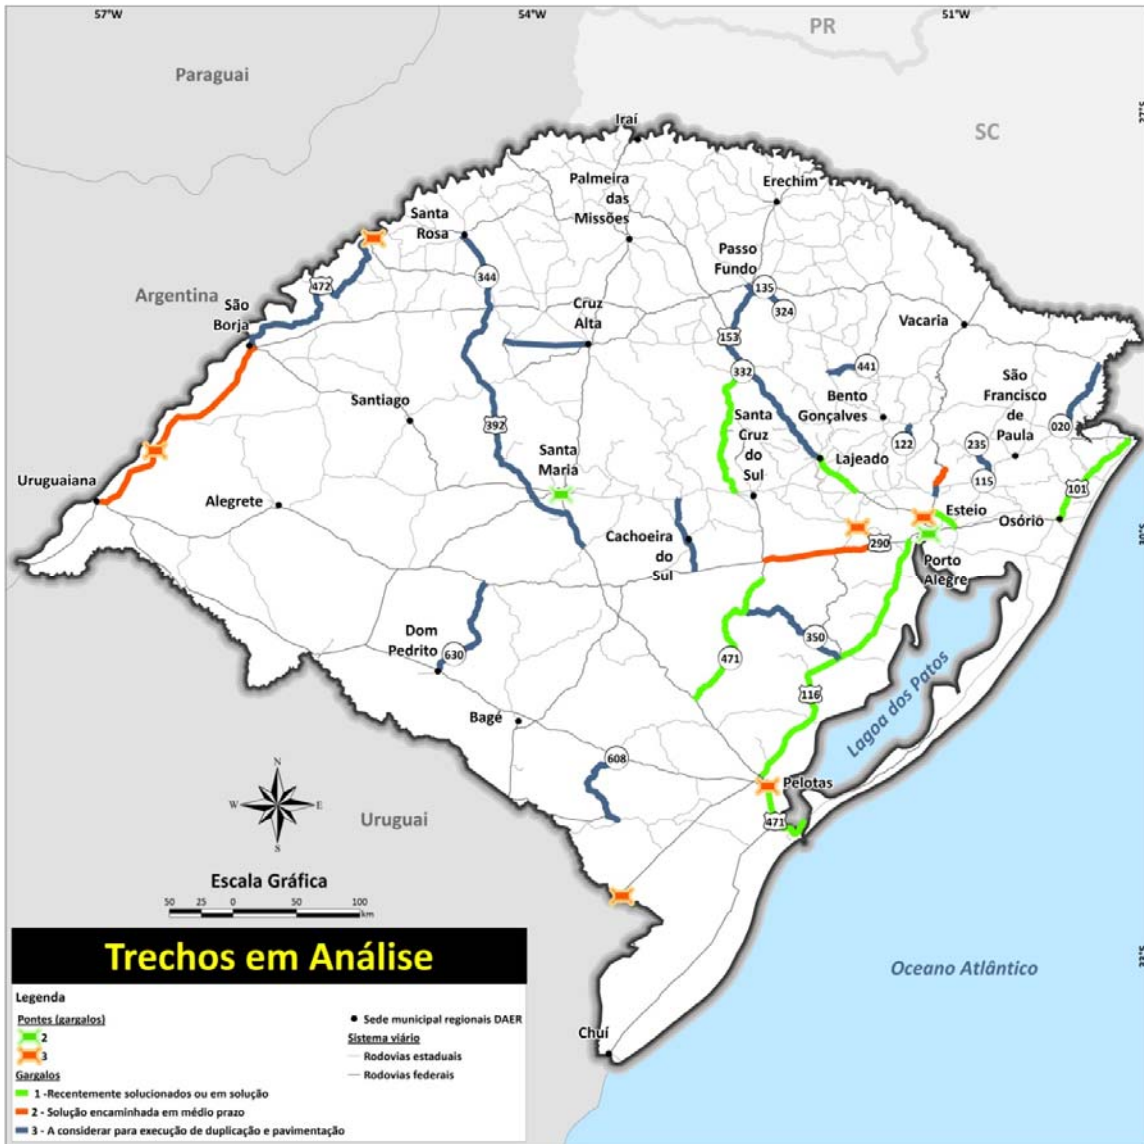 57°W
54°W
51°W
PR
Paraguai
27°S
Iraí
SC
Palmeira
das
Missões
Erechim
Santa
Rosa
Passo
Fundo
344
472
135
324
Argentina
São
Borja
Cruz
Alta
Vacaria
153
332
441
São
Francisco
de
Paula
Bento
Gonçalves
Santiago
Santa
Cruz
do
Sul
020
392
122
235
Santa
Maria
Lajeado
115
Uruguaiana
101
Alegrete
Esteio
Osório
30°S
Cachoeira
do
Sul
290
Porto
Alegre
Dom
Pedrito
350
630
471
116
Lagoa dos Patos
Bagé
608
Pelotas
N
W
E
S
471
Uruguai
Escala Gráfica
50 25 0 50 100
km
Trechos em Análise
33°S
Oceano Atlântico
Legenda
Pontes (gargalos)
2
3
Gargalos
1 -Recentemente solucionados ou em solução
2 - Solução encaminhada em médio prazo
3 - A considerar para execução de duplicação e pavimentação
Sede municipal regionais DAER
Sistema viário
Rodovias estaduais
Rodovias federais
Chuí